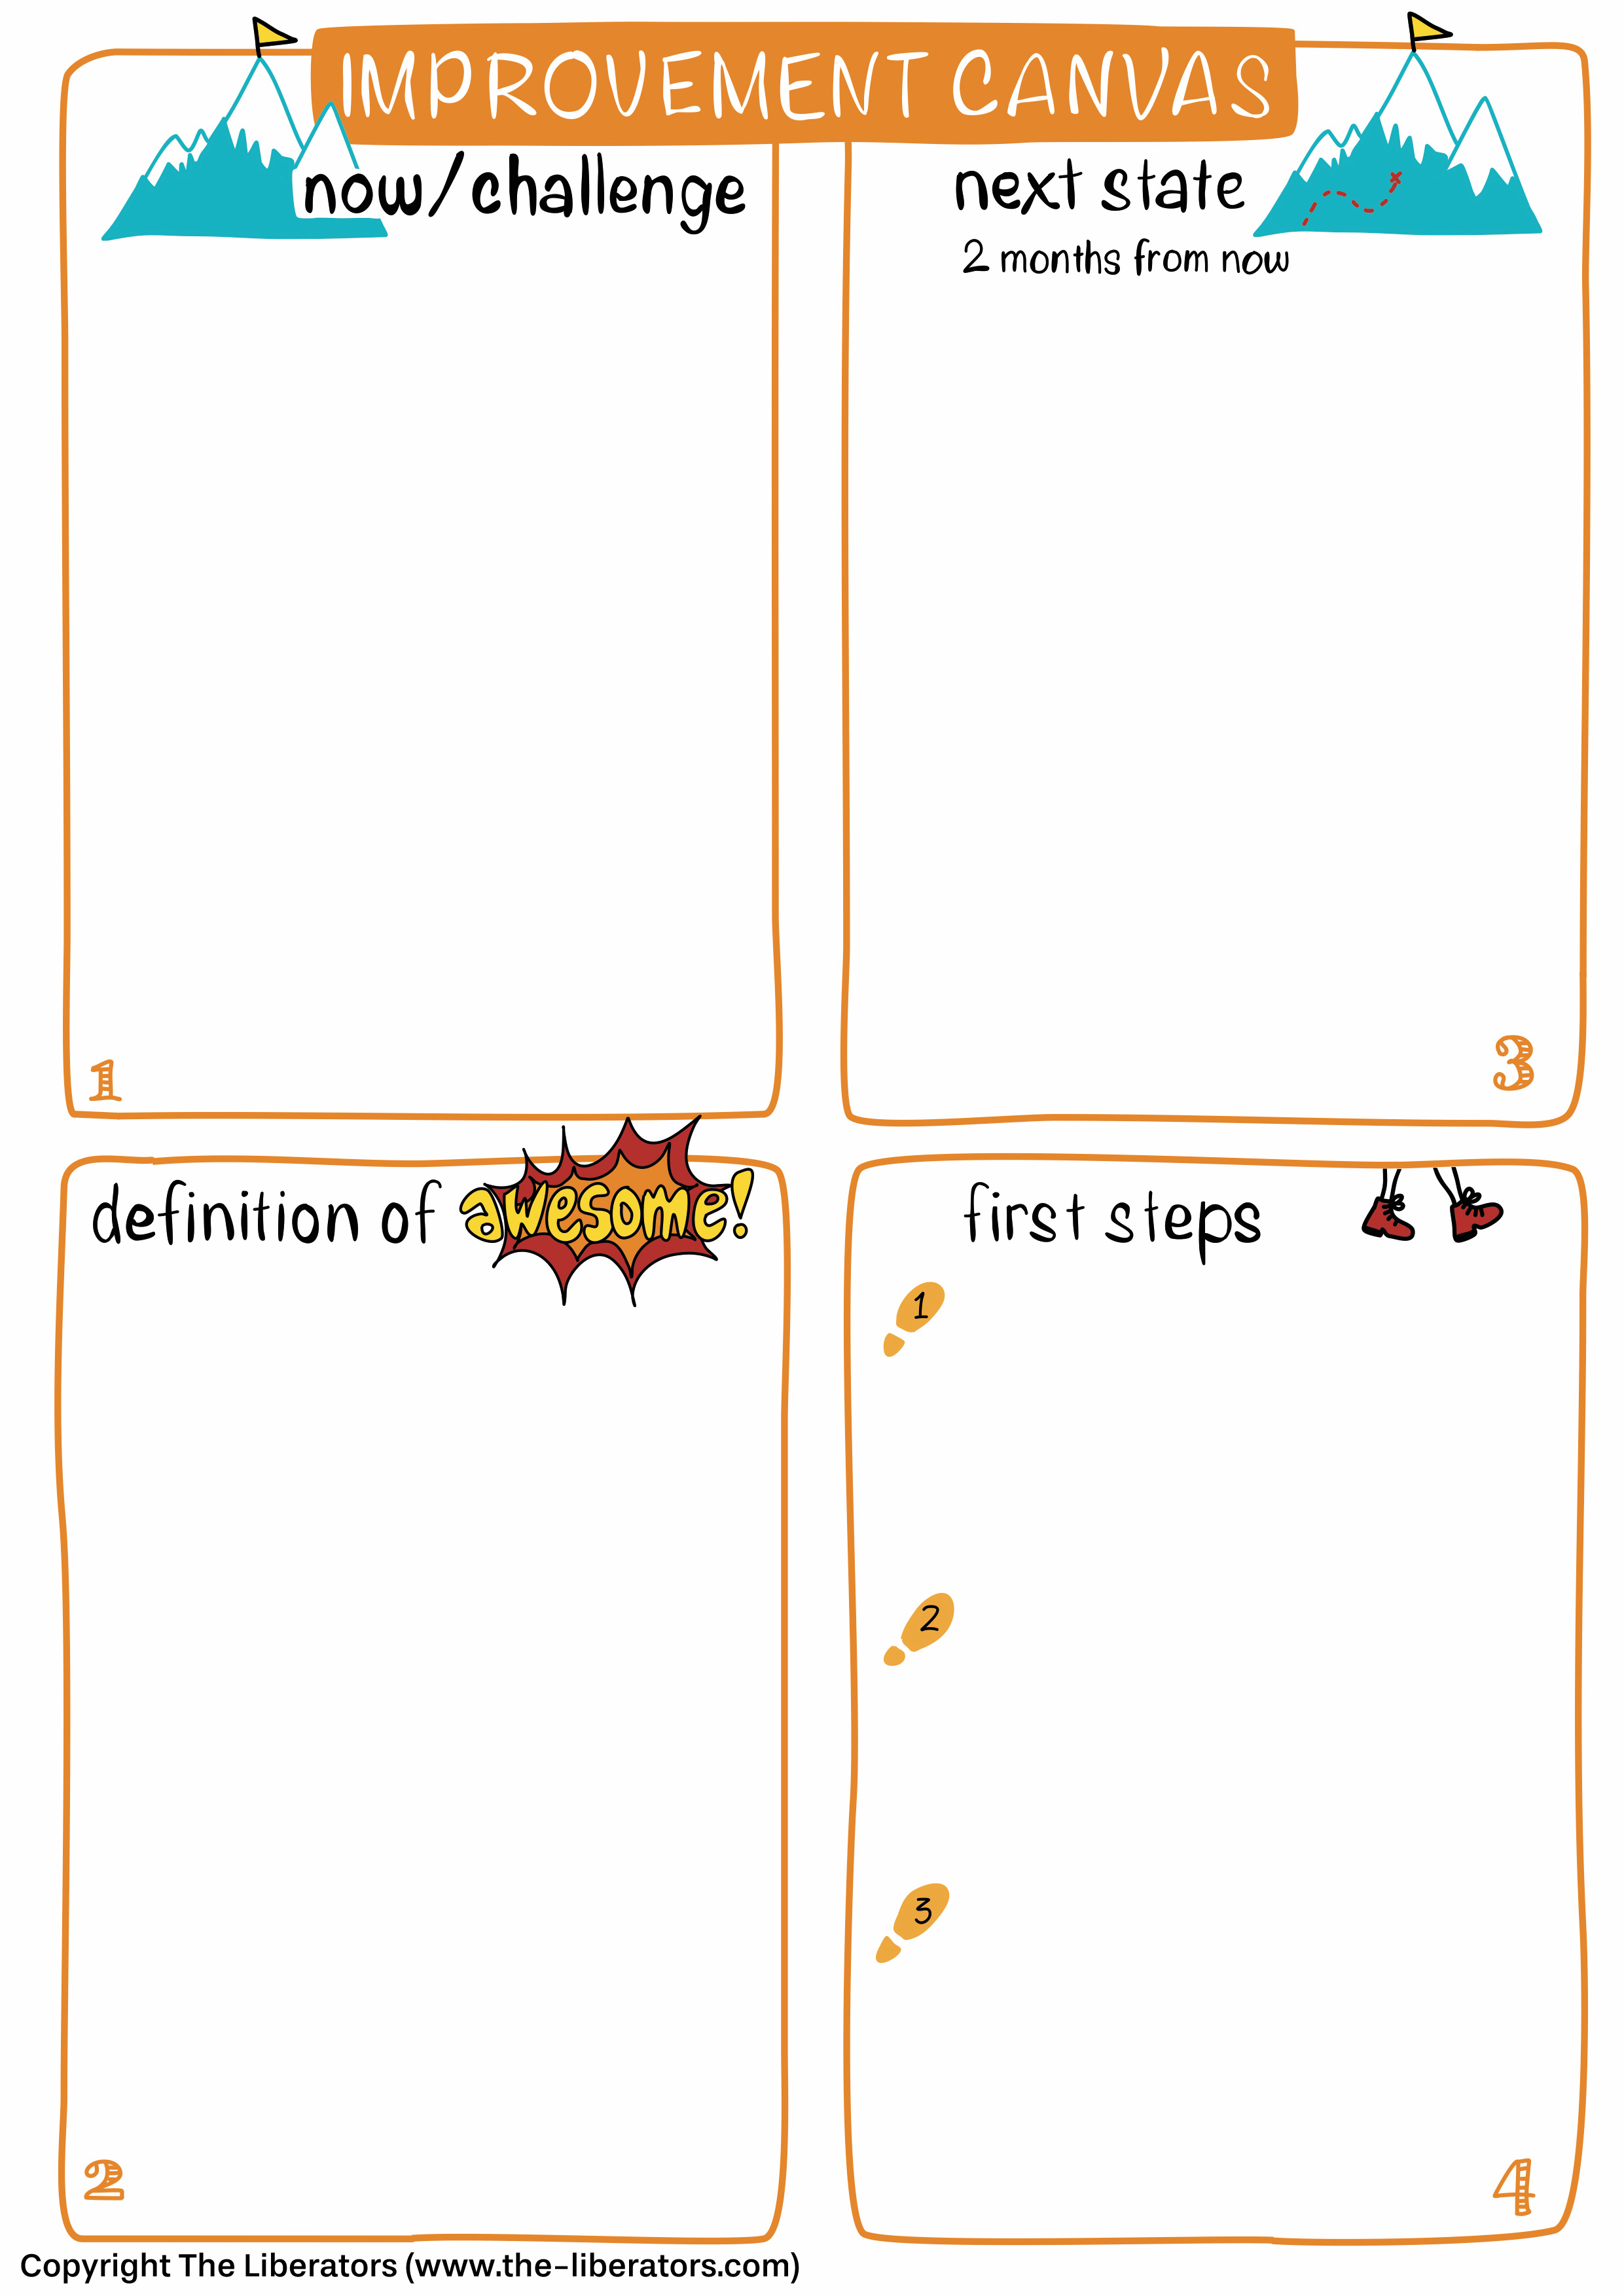 IMPROVEMENT CANVAS
now/challenge
1
definition of awesome!
2
next state
2 months from now
3
first steps
1
2
3
4
Copyright The Liberators (www.the-liberators.com)